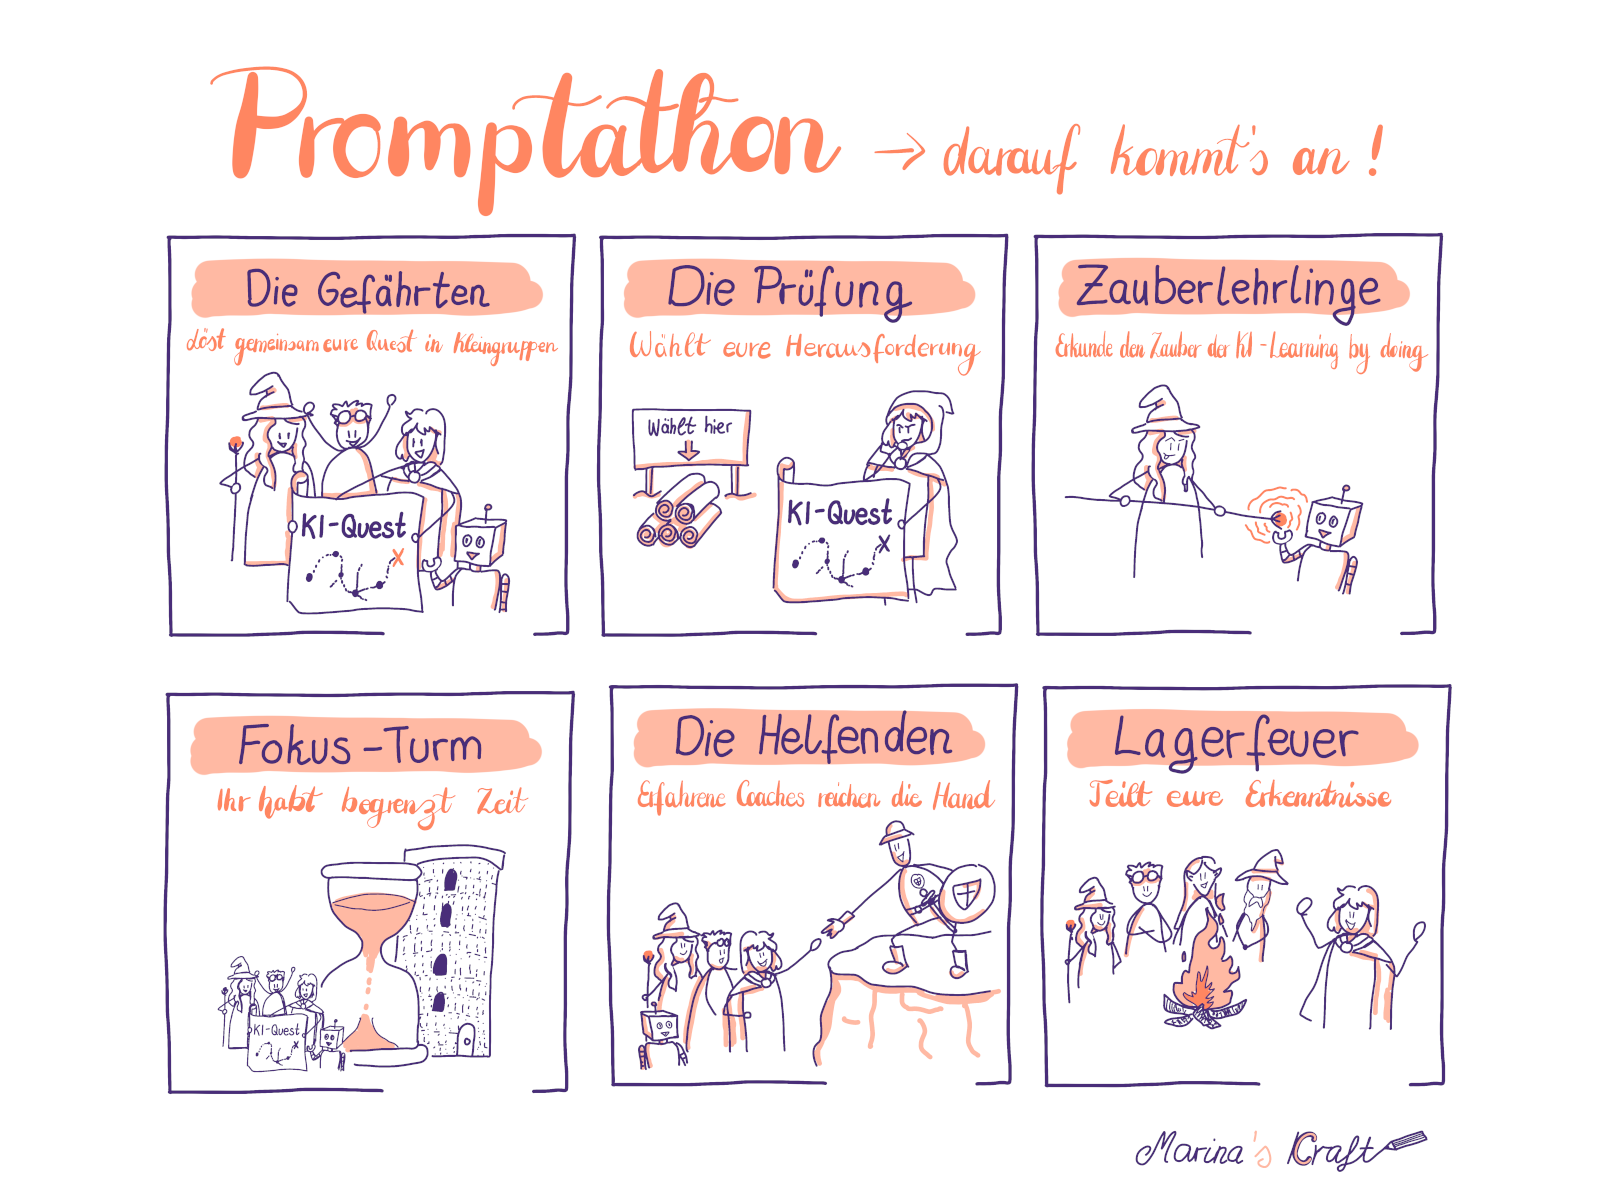 Promptathon → darauf kommt's an!
Die Gefährten
Löst gemeinsam eure Quest in Kleingruppen
KI-Quest
Die Prüfung
Wählt eure Herausforderung
Wählt hier
KI-Quest
Zauberlehrlinge
Erkunde den Zauber der KI - Learning by doing
Fokus-Turm
Ihr habt begrenzt Zeit
KI-Quest
Die Helfenden
Erfahrene Coaches reichen die Hand
Lagerfeuer
Teilt eure Erkenntnisse
Marina's KCraft